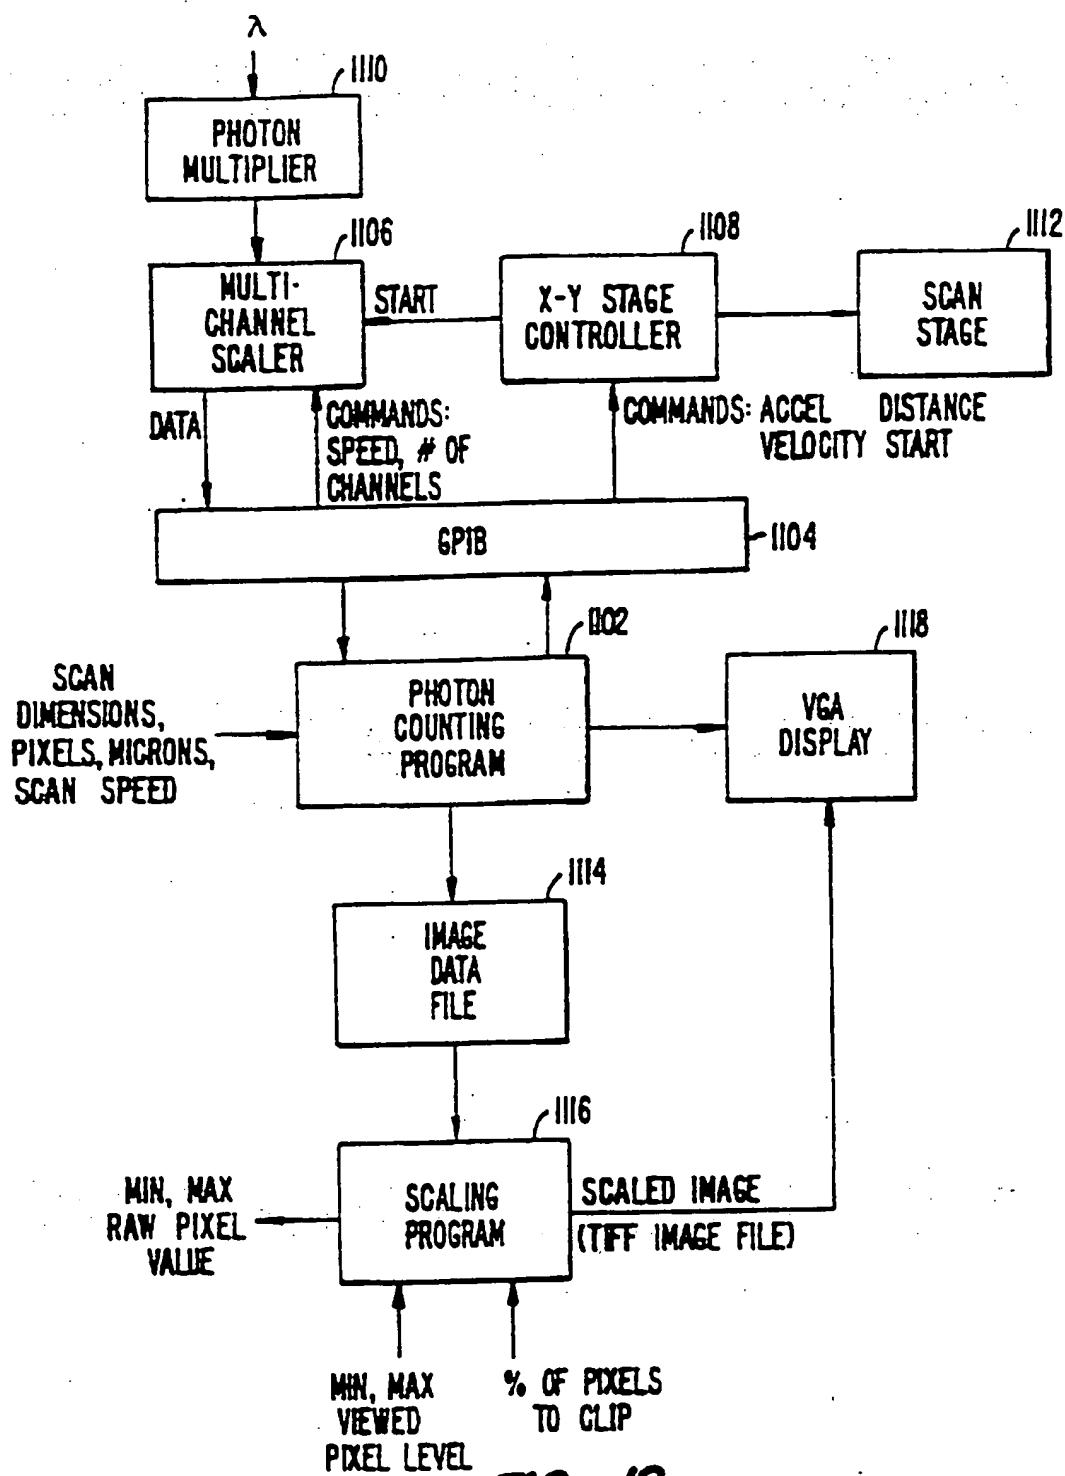 λ
1110
PHOTON
MULTIPLIER
1106
MULTI-
CHANNEL
SCALER
START
1108
X-Y STAGE
CONTROLLER
1112
SCAN
STAGE
DATA
COMMANDS:
SPEED, # OF
CHANNELS
COMMANDS: ACCEL DISTANCE
VELOCITY START
GPIB
1104
1102
SCAN
DIMENSIONS,
PIXELS, MICRONS,
SCAN SPEED
PHOTON
COUNTING
PROGRAM
1118
VGA
DISPLAY
1114
IMAGE
DATA
FILE
1116
MIN, MAX
RAW PIXEL
VALUE
SCALING
PROGRAM
SCALED IMAGE
(TIFF IMAGE FILE)
MIN, MAX
VIEWED
PIXEL LEVEL
% OF PIXELS
TO CLIP